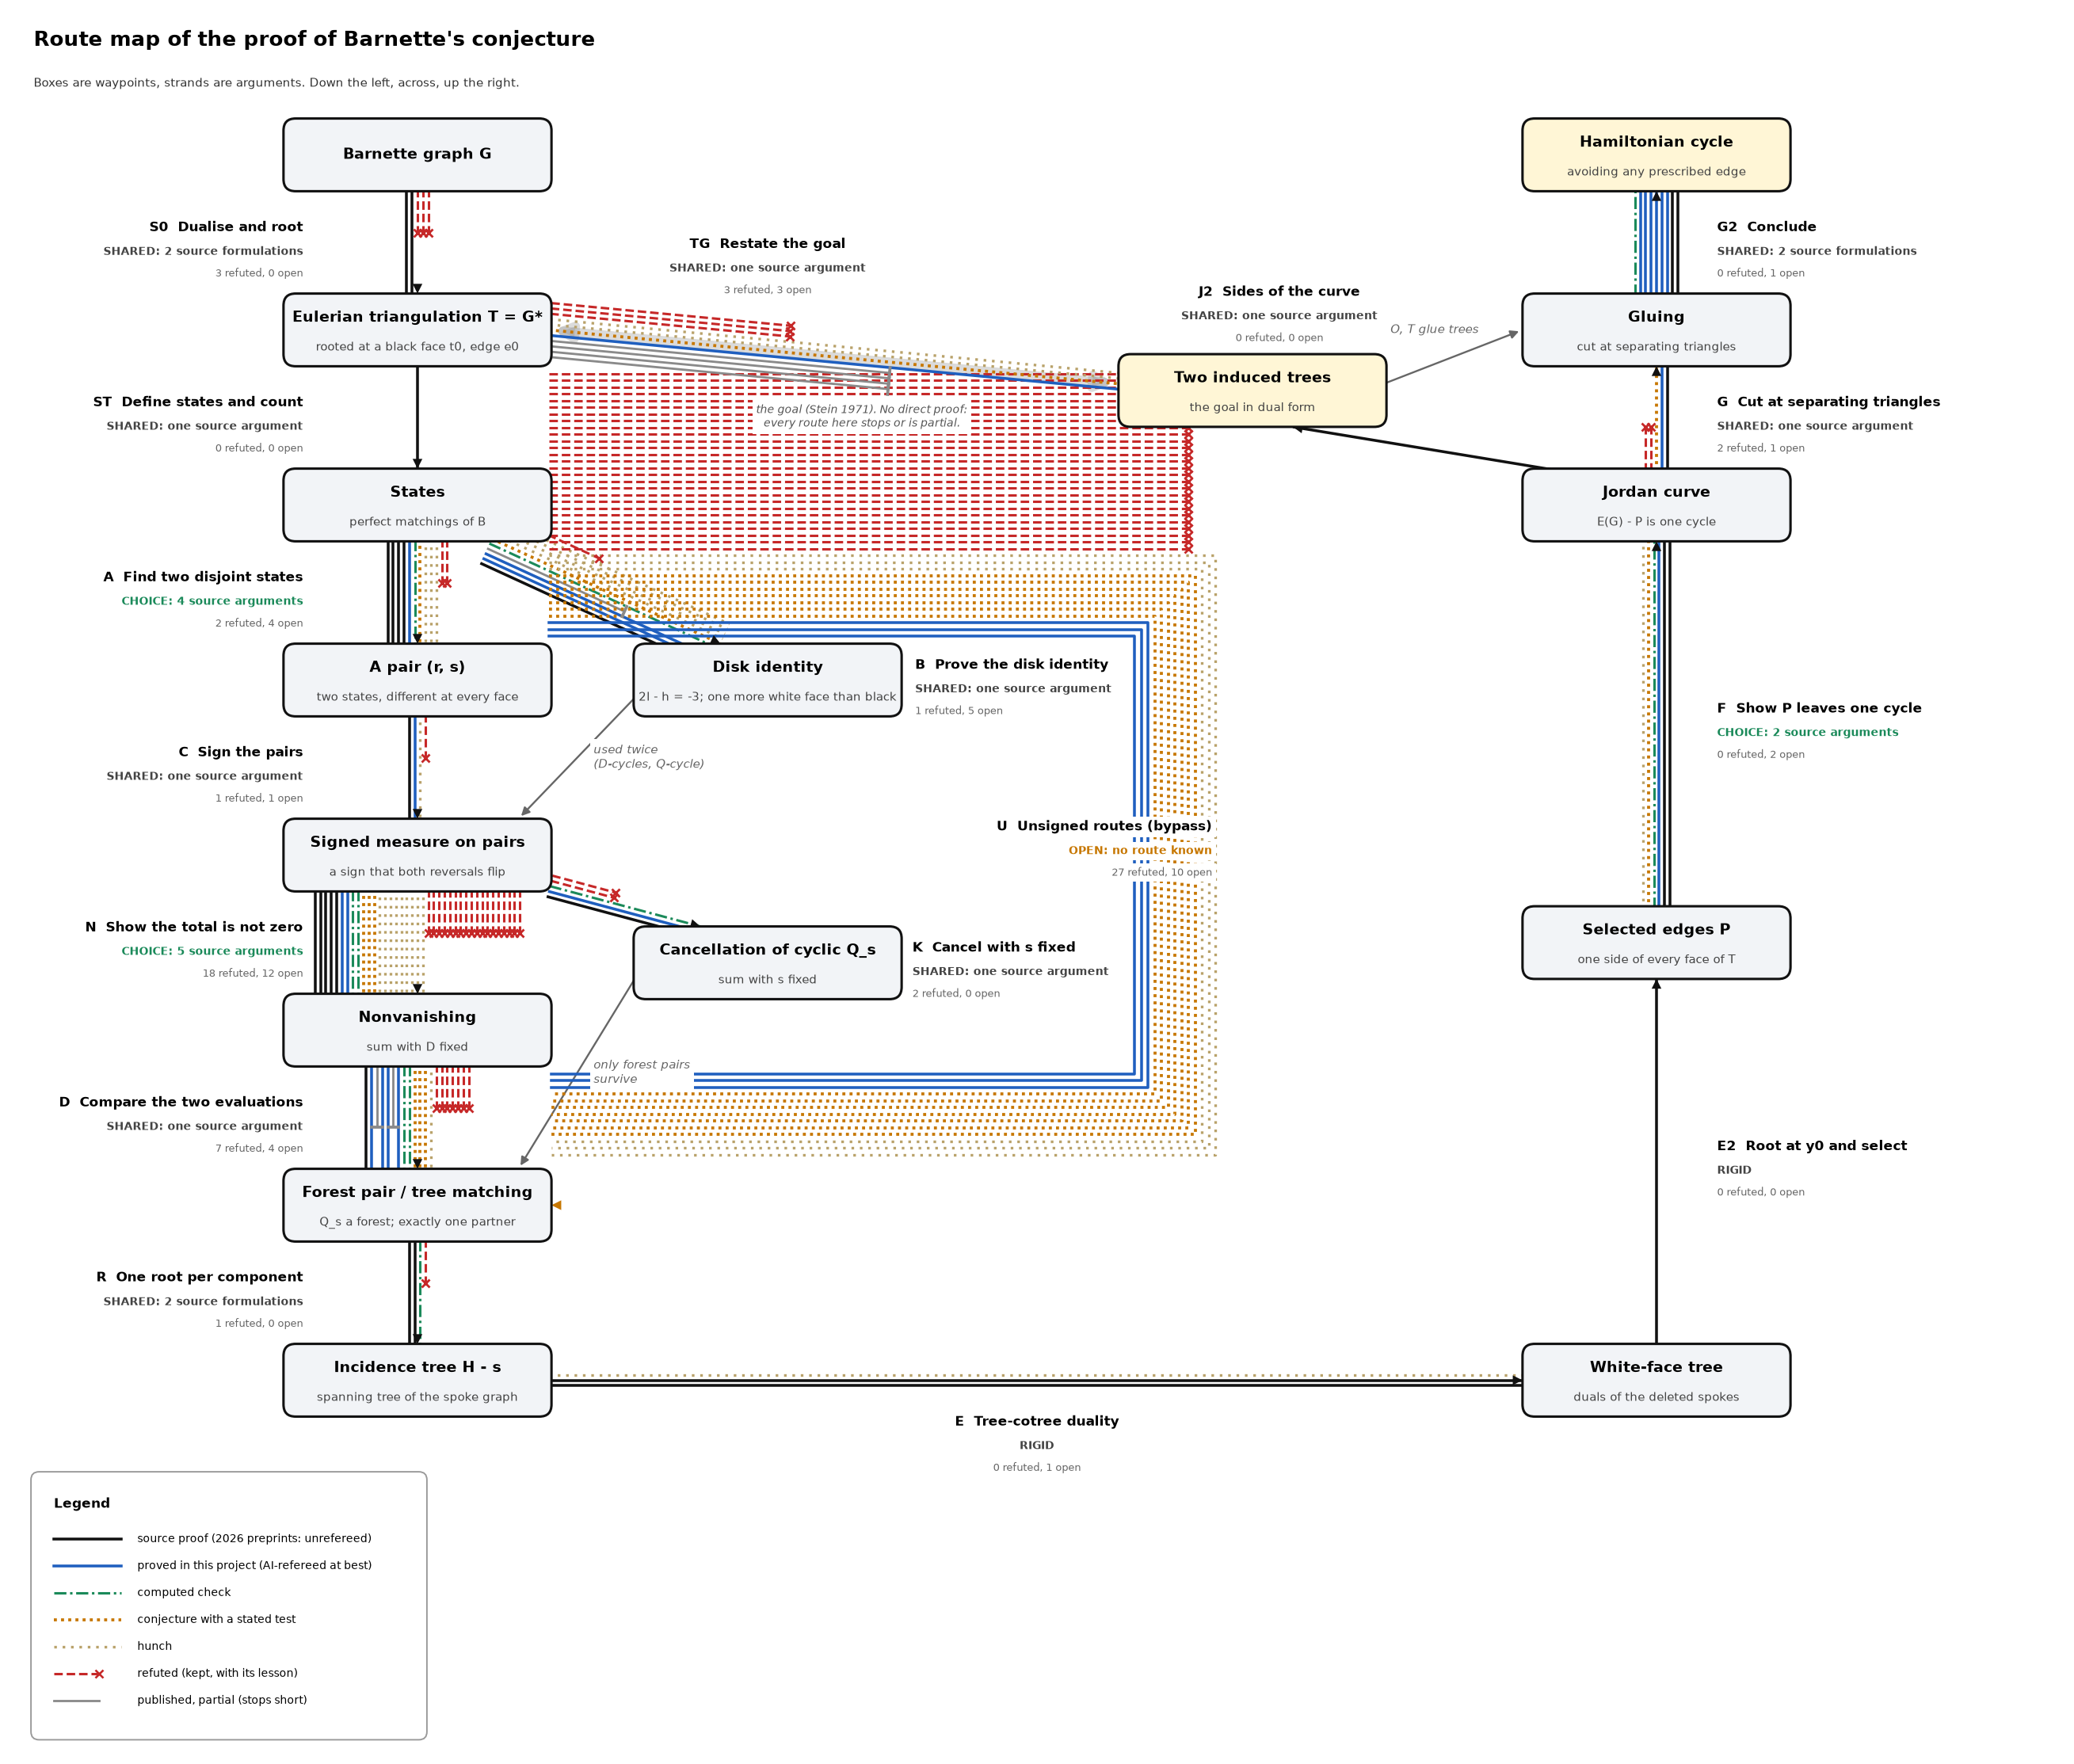 Route map of the proof of Barnette's conjecture
Boxes are waypoints, strands are arguments. Down the left, across, up the right.
Barnette graph G
Hamiltonian cycle
avoiding any prescribed edge
S0 Dualise and root
SHARED: 2 source formulations
3 refuted, 0 open
TG Restate the goal
SHARED: one source argument
3 refuted, 3 open
G2 Conclude
SHARED: 2 source formulations
0 refuted, 1 open
J2 Sides of the curve
SHARED: one source argument
0 refuted, 0 open
O, T glue trees
Eulerian triangulation T = G*
rooted at a black face t0, edge e0
Gluing
cut at separating triangles
Two induced trees
the goal in dual form
ST Define states and count
SHARED: one source argument
0 refuted, 0 open
the goal (Stein 1971). No direct proof:
every route here stops or is partial.
G Cut at separating triangles
SHARED: one source argument
2 refuted, 1 open
States
perfect matchings of B
Jordan curve
E(G) - P is one cycle
A Find two disjoint states
CHOICE: 4 source arguments
2 refuted, 4 open
A pair (r, s)
two states, different at every face
Disk identity
2I - h = -3; one more white face than black
B Prove the disk identity
SHARED: one source argument
1 refuted, 5 open
F Show P leaves one cycle
CHOICE: 2 source arguments
0 refuted, 2 open
C Sign the pairs
SHARED: one source argument
1 refuted, 1 open
used twice
(D-cycles, Q-cycle)
Signed measure on pairs
a sign that both reversals flip
U Unsigned routes (bypass)
OPEN: no route known
27 refuted, 10 open
N Show the total is not zero
CHOICE: 5 source arguments
18 refuted, 12 open
Cancellation of cyclic Q_s
sum with s fixed
K Cancel with s fixed
SHARED: one source argument
2 refuted, 0 open
Selected edges P
one side of every face of T
Nonvanishing
sum with D fixed
only forest pairs
survive
D Compare the two evaluations
SHARED: one source argument
7 refuted, 4 open
E2 Root at y0 and select
RIGID
0 refuted, 0 open
Forest pair / tree matching
Q_s a forest; exactly one partner
R One root per component
SHARED: 2 source formulations
1 refuted, 0 open
Incidence tree H - s
spanning tree of the spoke graph
White-face tree
duals of the deleted spokes
E Tree-cotree duality
RIGID
0 refuted, 1 open
Legend
source proof (2026 preprints: unrefereed)
proved in this project (AI-refereed at best)
computed check
conjecture with a stated test
hunch
refuted (kept, with its lesson)
published, partial (stops short)